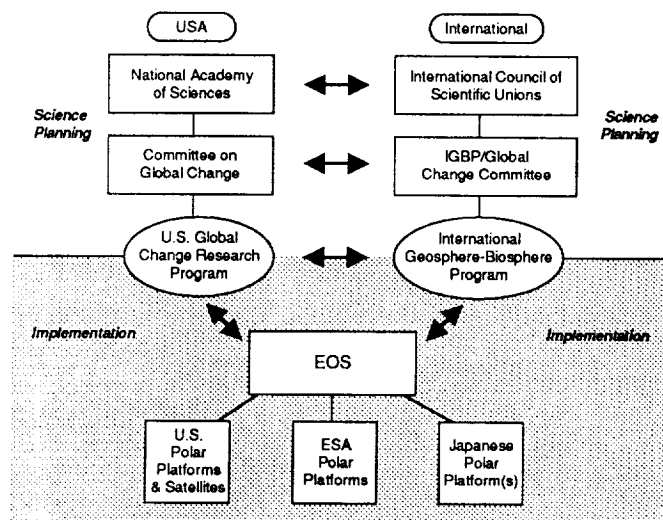 USA
International
National Academy
of Sciences
International Council of
Scientific Unions
Science
Planning
Science
Planning
Committee on
Global Change
IGBP/Global
Change Committee
U.S. Global
Change Research
Program
International
Geosphere-Biosphere
Program
Implementation
Implementation
EOS
U.S.
Polar
Platforms
& Satellites
ESA
Polar
Platforms
Japanese
Polar
Platform(s)